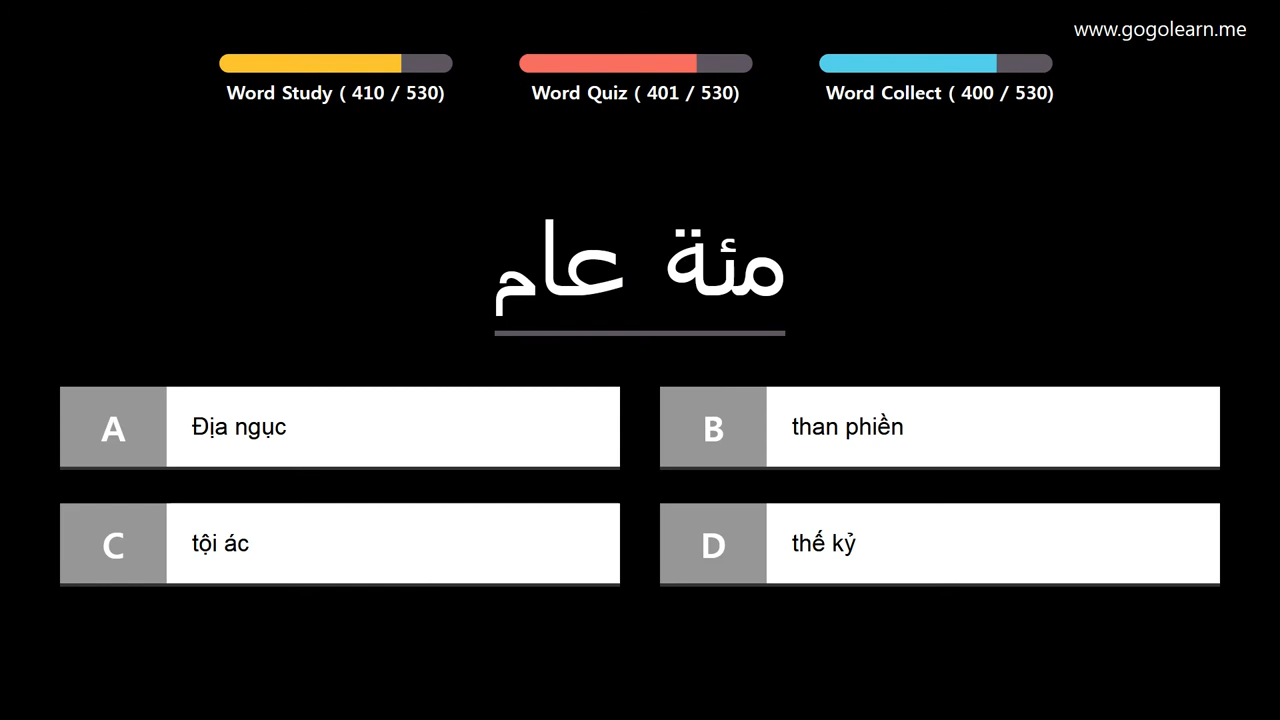 www.gogolearn.me
Word Study ( 410 / 530)
Word Quiz ( 401 / 530)
Word Collect ( 400 / 530)
مئة عام
A
Địa ngục
B
than phiền
C
tội ác
D
thế kỷ